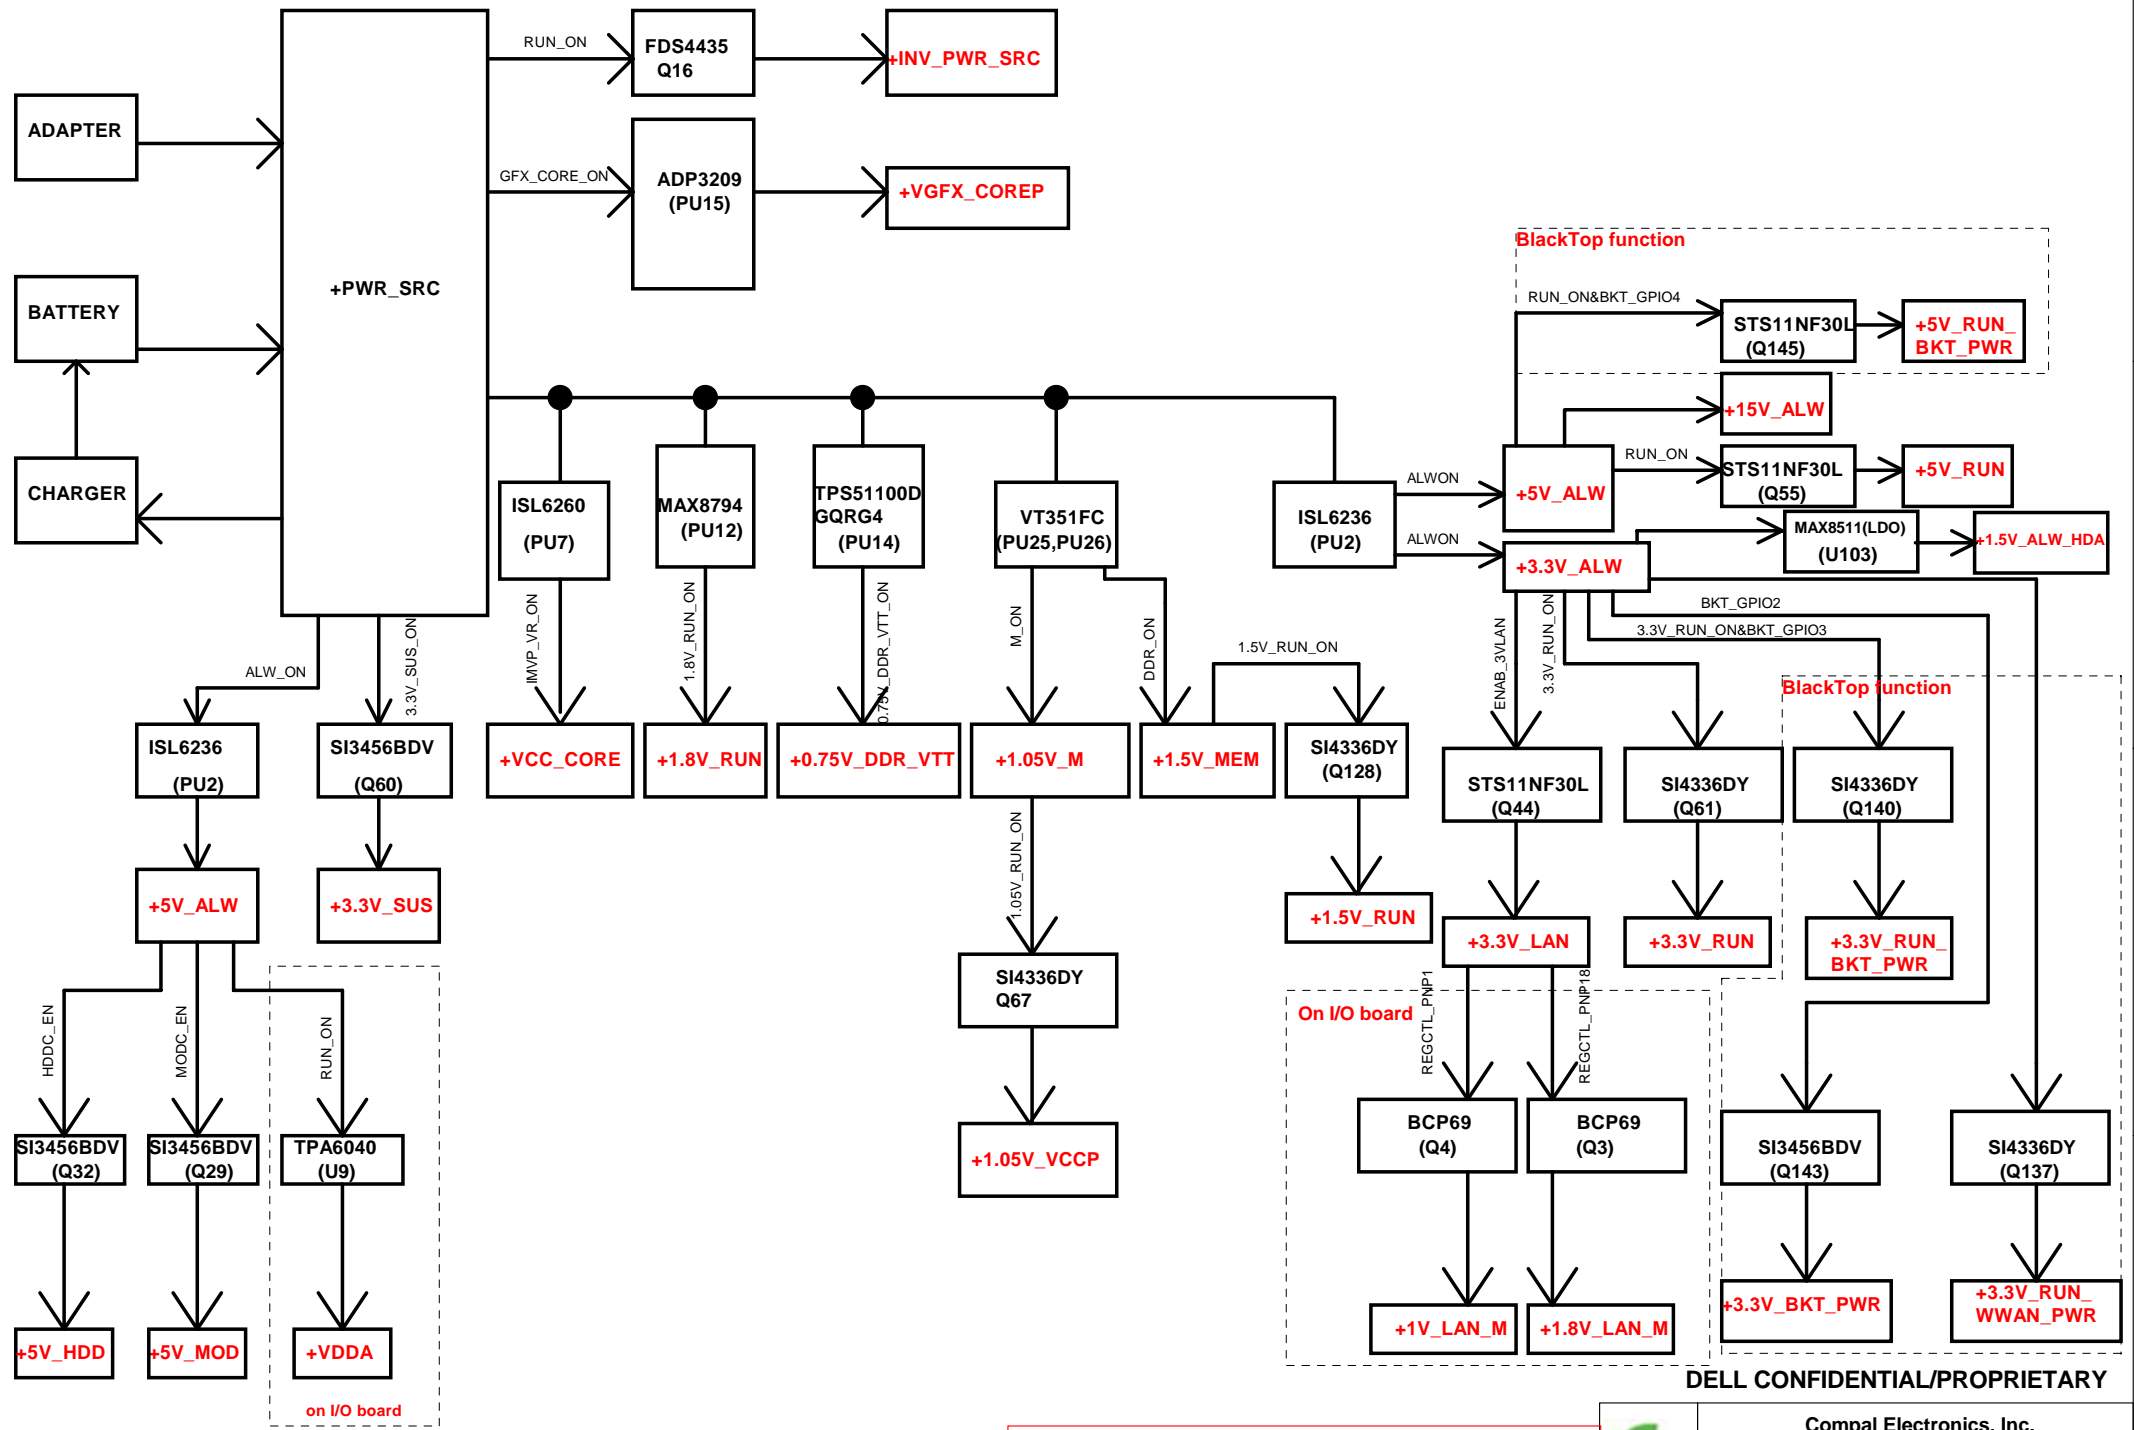 RUN_ON
FDS4435
Q16
+INV_PWR_SRC
ADAPTER
GFX_CORE_ON
ADP3209
(PU15)
+VGFX_COREP
BlackTop function
+PWR_SRC
BATTERY
RUN_ON&BKT_GPIO4
STS11NF30L
(Q145)
+5V_RUN_
BKT_PWR
+15V_ALW
CHARGER
ISL6260
(PU7)
MAX8794
(PU12)
TPS51100D
GQRG4
(PU14)
VT351FC
(PU25,PU26)
ISL6236
(PU2)
ALWON
+5V_ALW
RUN_ON
STS11NF30L
(Q55)
+5V_RUN
ALWON
+3.3V_ALW
MAX8511(LDO)
(U103)
+1.5V_ALW_HDA
ALW_ON
3.3V_SUS_ON
IMVP_VR_ON
1.8V_RUN_ON
0.75V_DDR_VTT_ON
M_ON
DDR_ON
1.5V_RUN_ON
ENAB_3VLAN
3.3V_RUN_ON
BKT_GPIO2
3.3V_RUN_ON&BKT_GPIO3
BlackTop function
ISL6236
(PU2)
SI3456BDV
(Q60)
+VCC_CORE
+1.8V_RUN
+0.75V_DDR_VTT
+1.05V_M
+1.5V_MEM
SI4336DY
(Q128)
STS11NF30L
(Q44)
SI4336DY
(Q61)
SI4336DY
(Q140)
+5V_ALW
+3.3V_SUS
1.05V_RUN_ON
+1.5V_RUN
+3.3V_LAN
+3.3V_RUN
+3.3V_RUN_
BKT_PWR
SI4336DY
Q67
HDDC_EN
MODC_EN
RUN_ON
On I/O board
REGCTL_PNP1
REGCTL_PNP18
SI3456BDV
(Q32)
SI3456BDV
(Q29)
TPA6040
(U9)
+1.05V_VCCP
BCP69
(Q4)
BCP69
(Q3)
SI3456BDV
(Q143)
SI4336DY
(Q137)
+5V_HDD
+5V_MOD
+VDDA
+1V_LAN_M
+1.8V_LAN_M
+3.3V_BKT_PWR
+3.3V_RUN_
WWAN_PWR
on I/O board
DELL CONFIDENTIAL/PROPRIETARY
Compal Electronics, Inc.